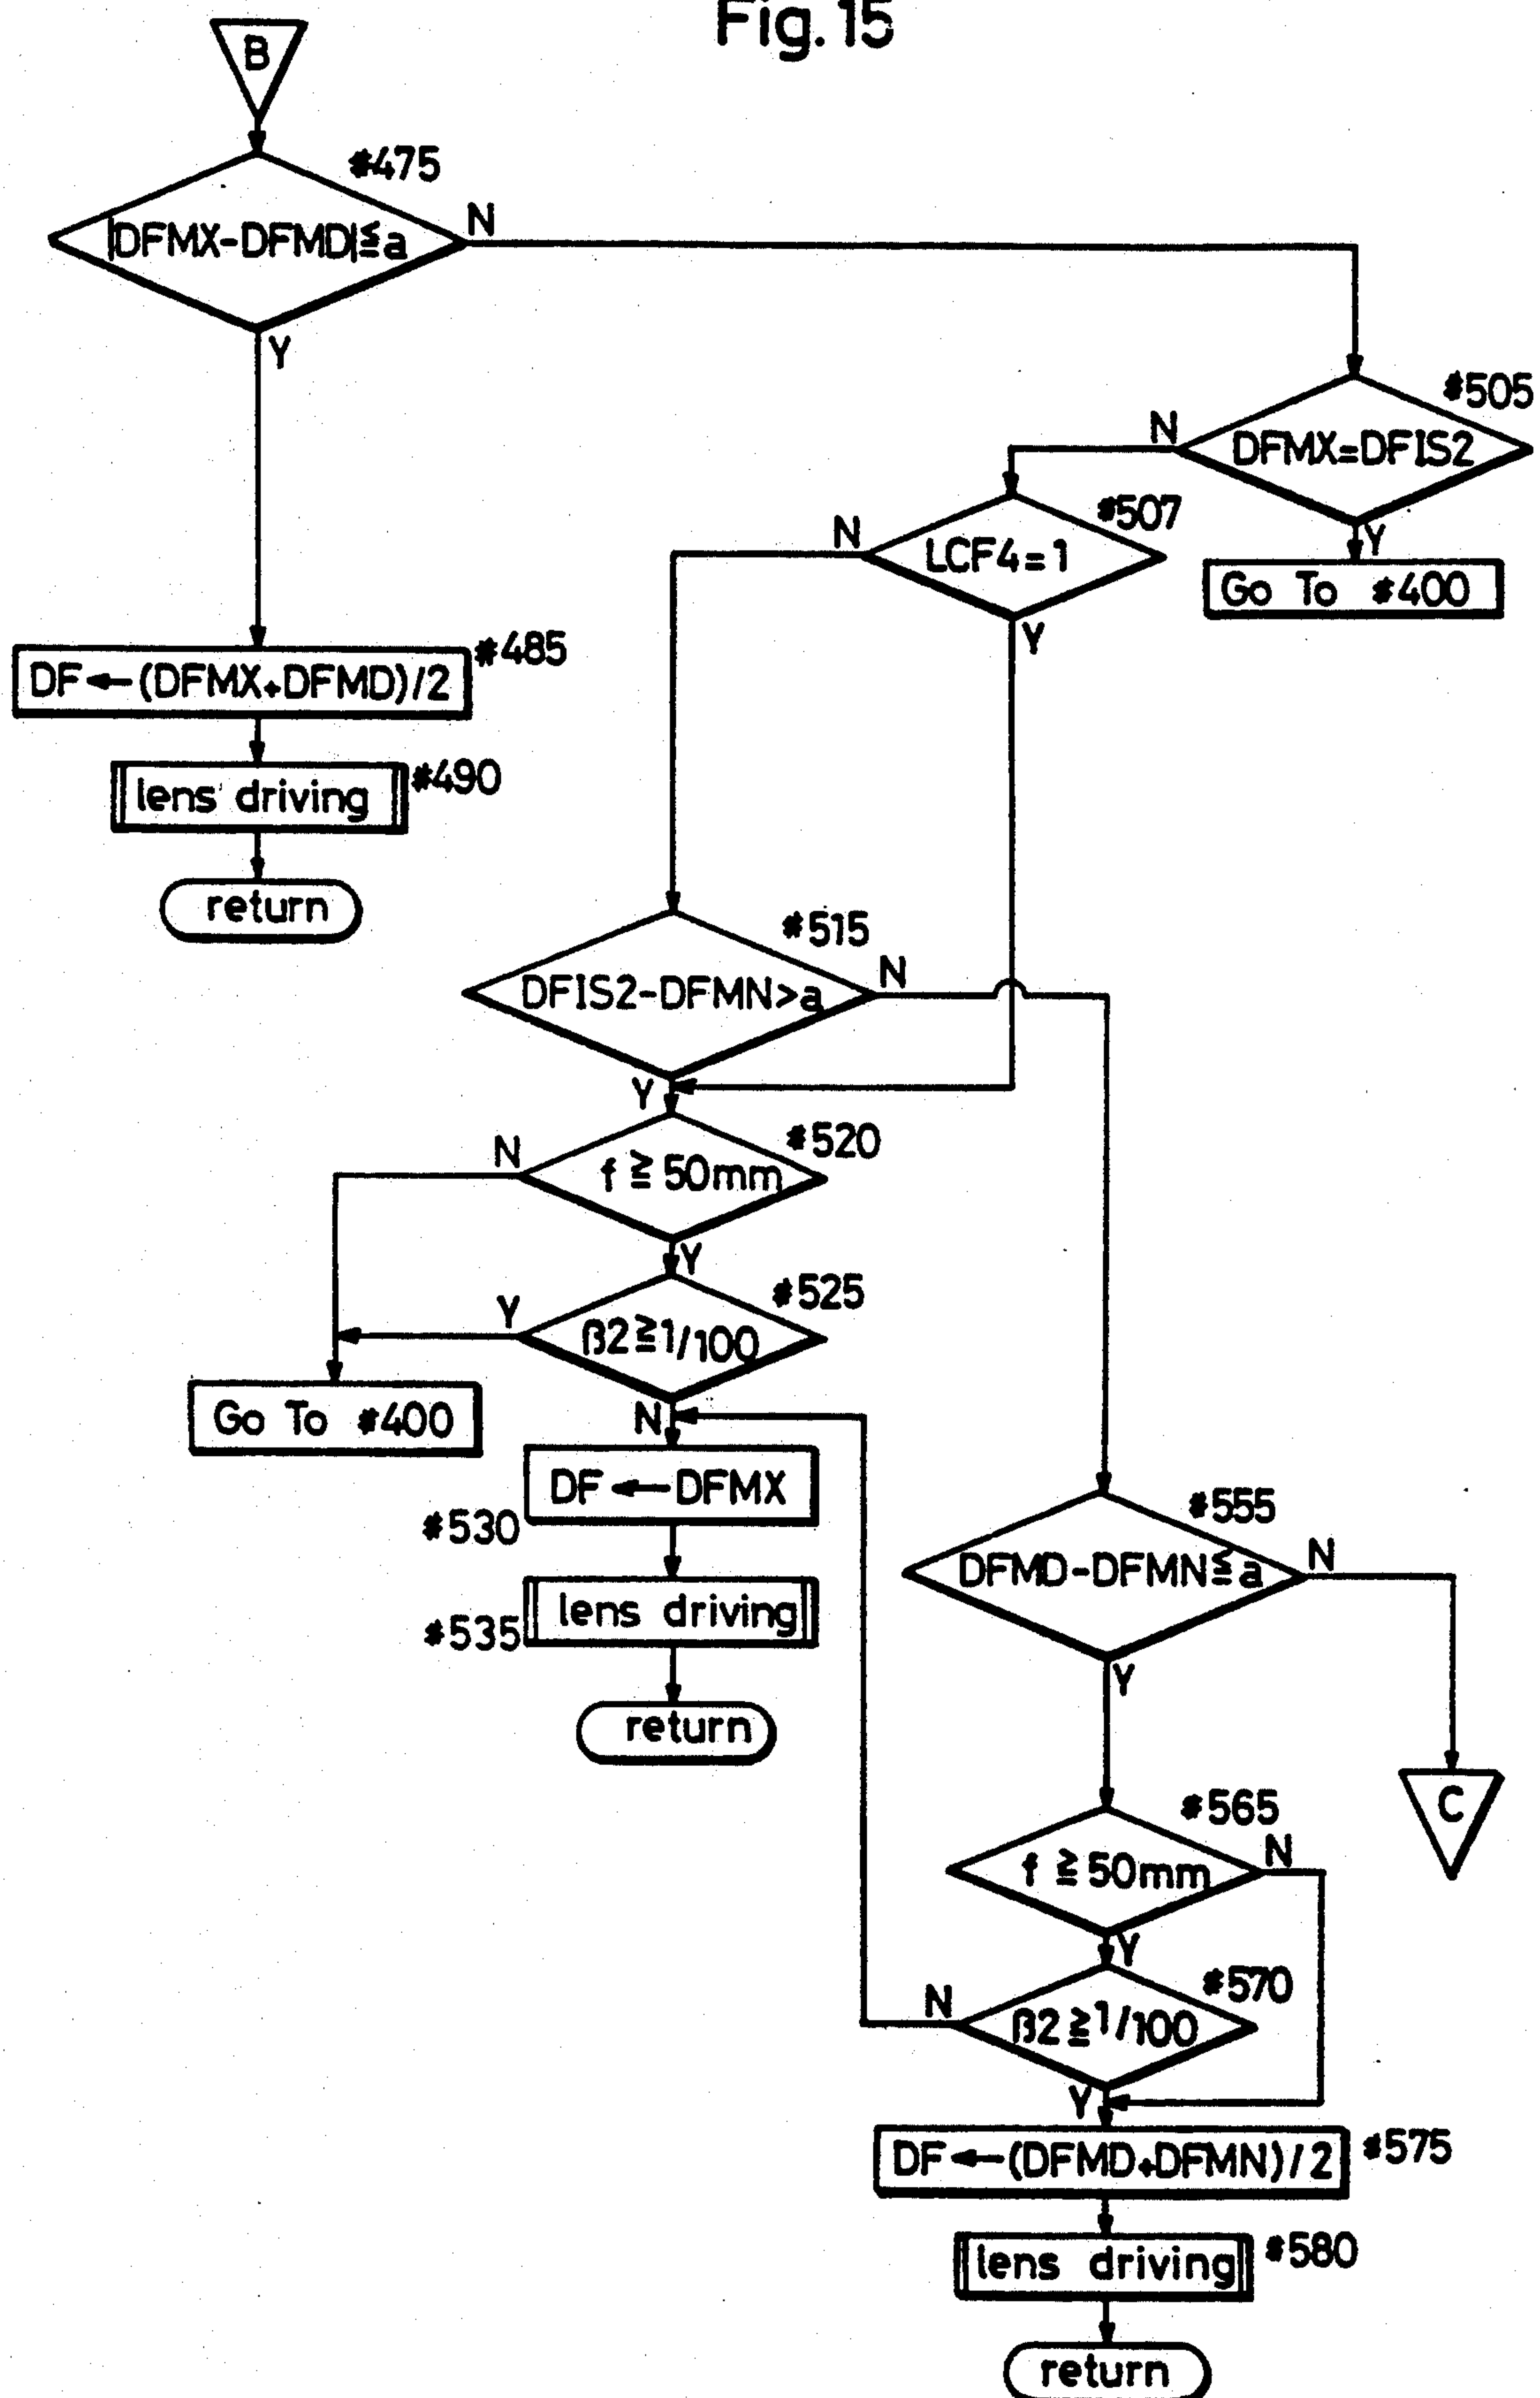 Fig. 15
B
#475
|DFMX-DFMD|≦a
N
Y
#505
DFMX=DFIS2
N
Y
Go To #400
#507
LCF4=1
N
Y
DF←(DFMX+DFMD)/2
#485
lens driving
#490
return
#515
DFIS2-DFMN>a
N
Y
#520
f≧50mm
N
Y
#525
β2≧1/100
Y
N
Go To #400
DF←DFMX
#530
lens driving
#535
return
#555
DFMD-DFMN≦a
N
Y
C
#565
f≧50mm
N
Y
#570
β2≧1/100
N
Y
DF←(DFMD+DFMN)/2
#575
lens driving
#580
return